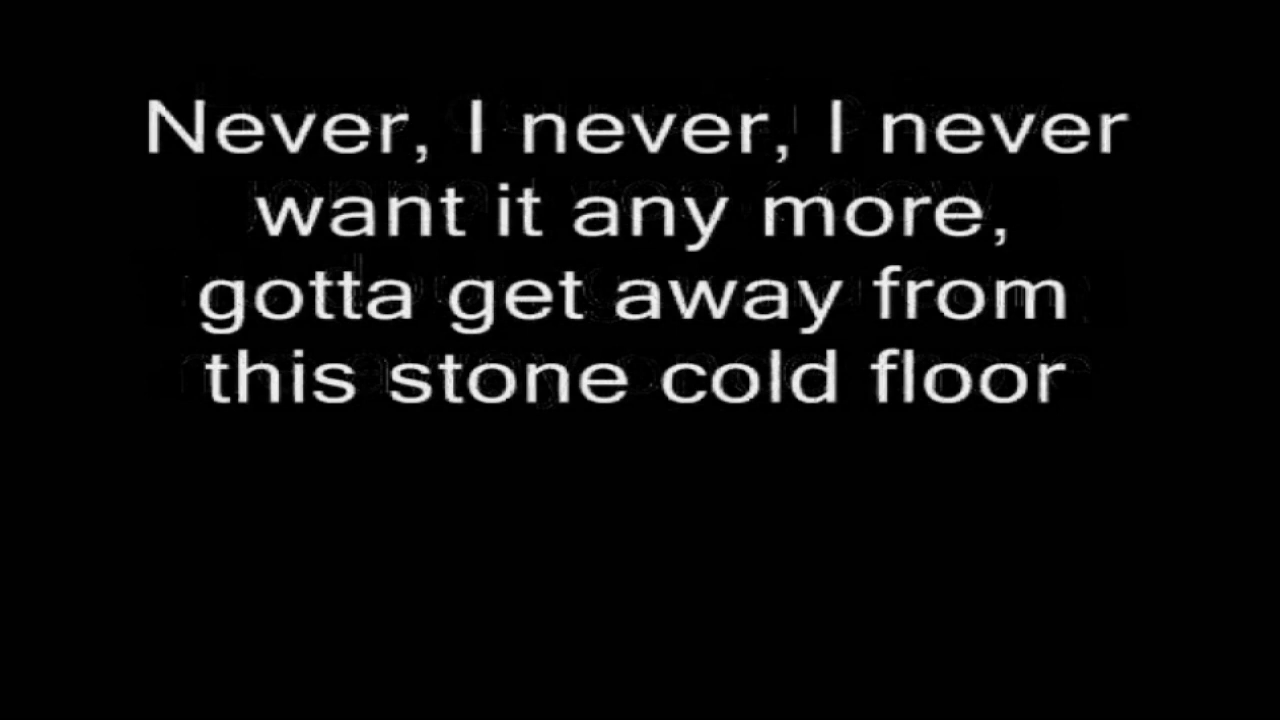 Never, I never, I never
want it any more,
gotta get away from
this stone cold floor